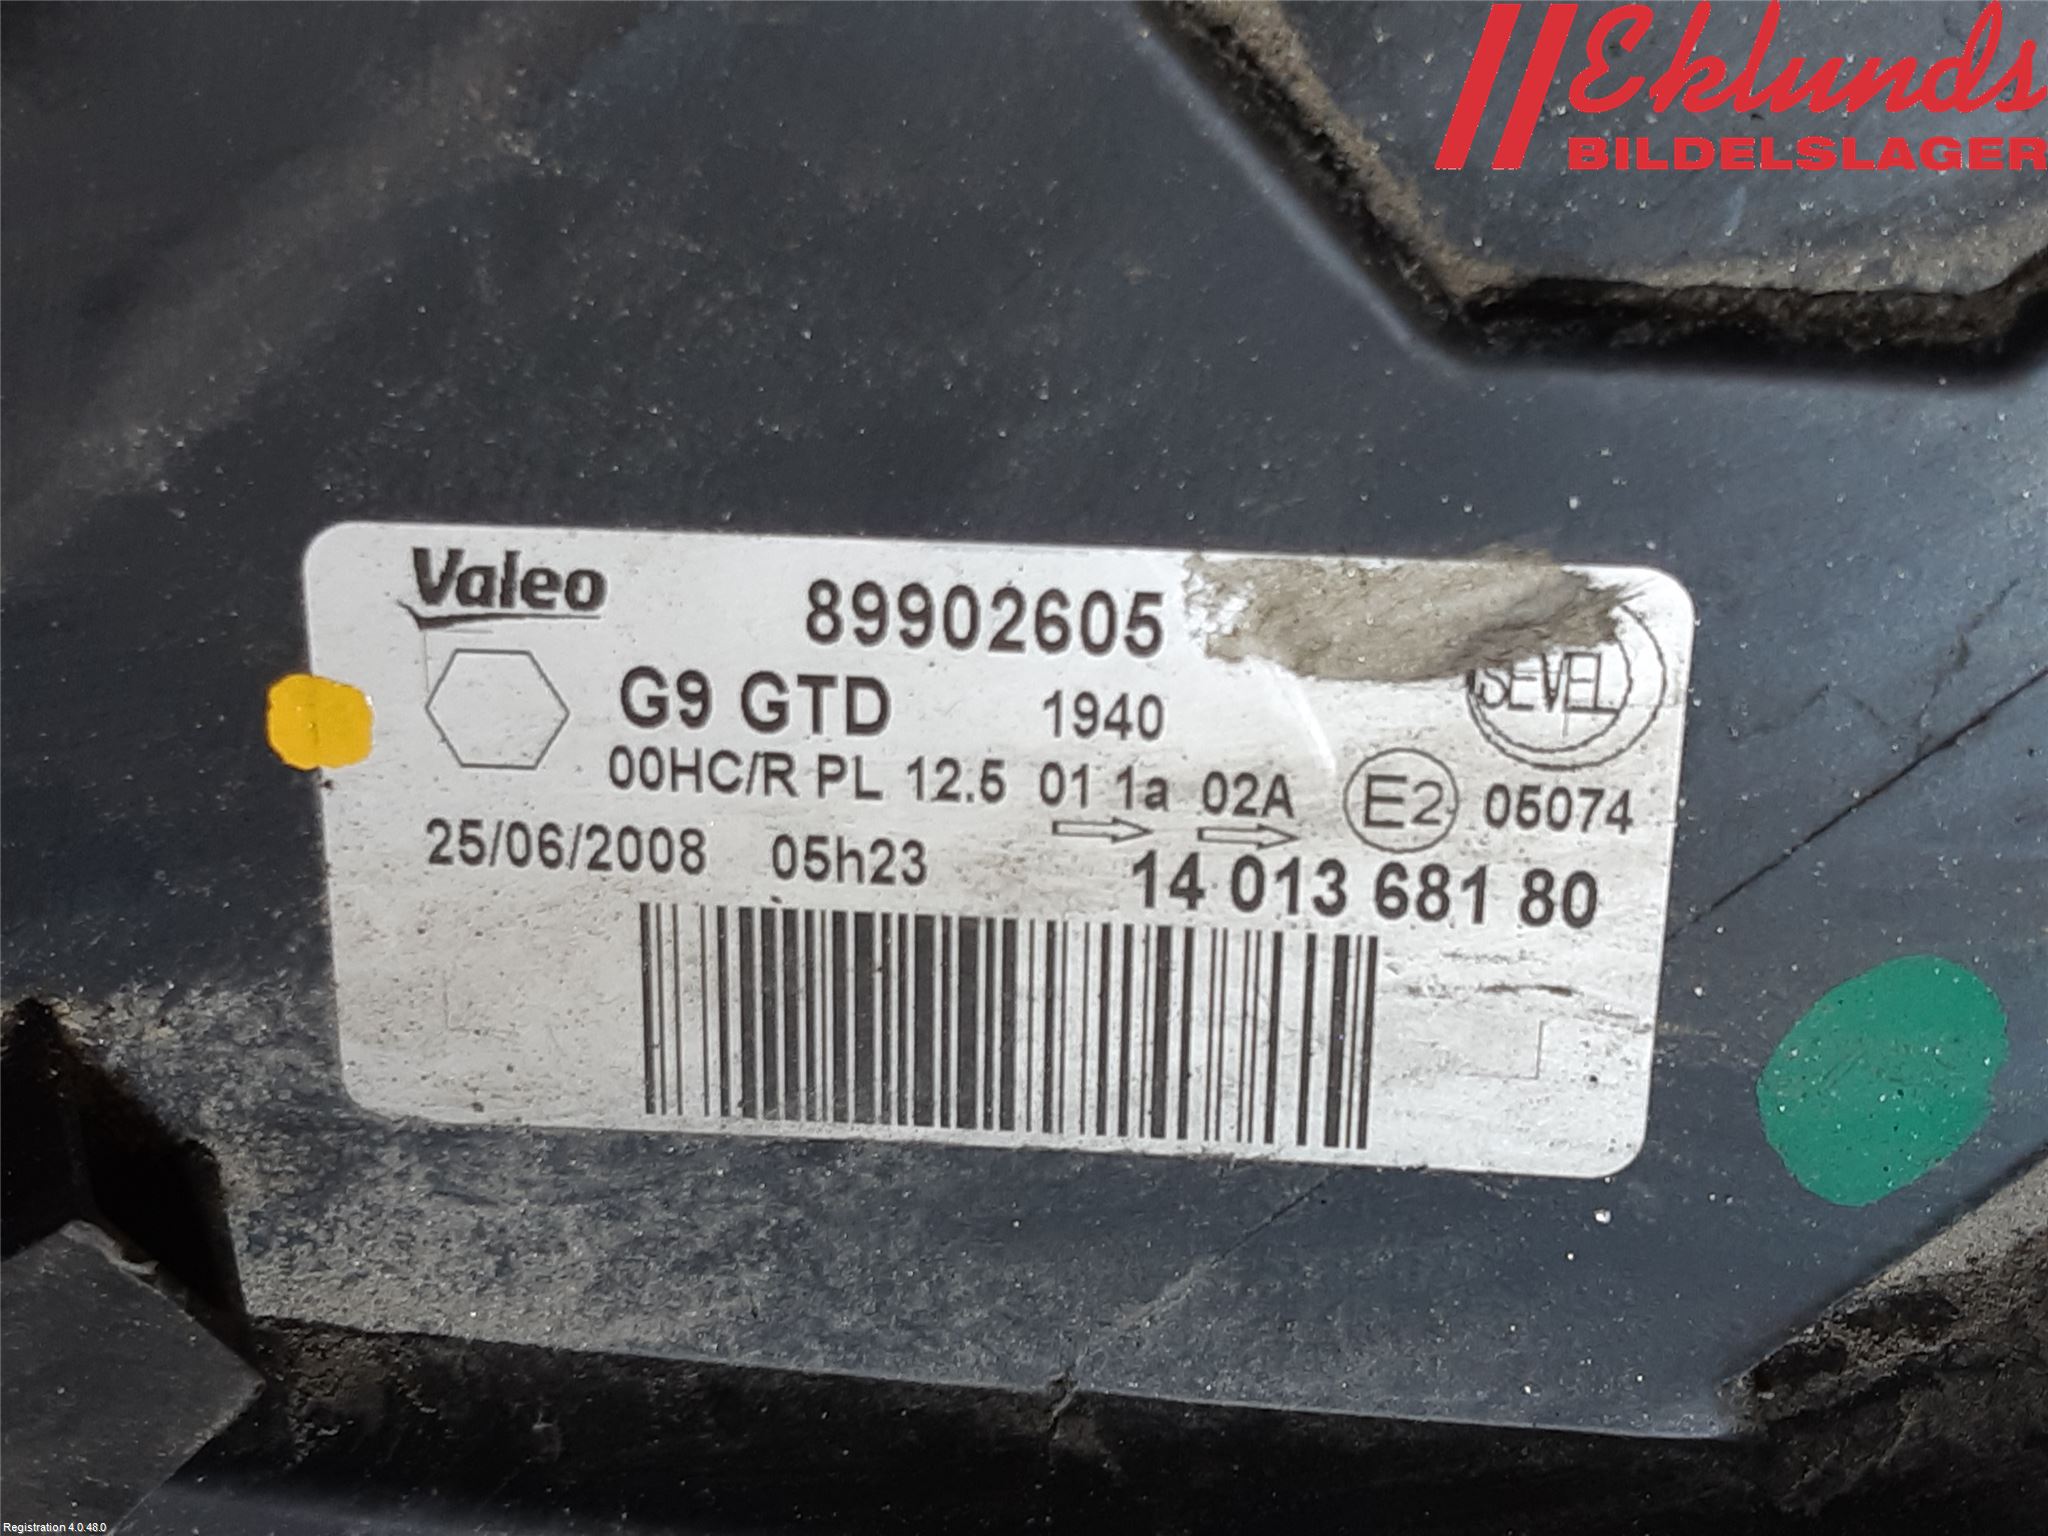 Eklunds
BILDELSLAGER
Valeo 89902605
SEVEL
G9 GTD 1940
00HC/R PL 12.5 01 1a 02A E2 05074
25/06/2008 05h23 14 013 681 80
Registration 4.0.48.0